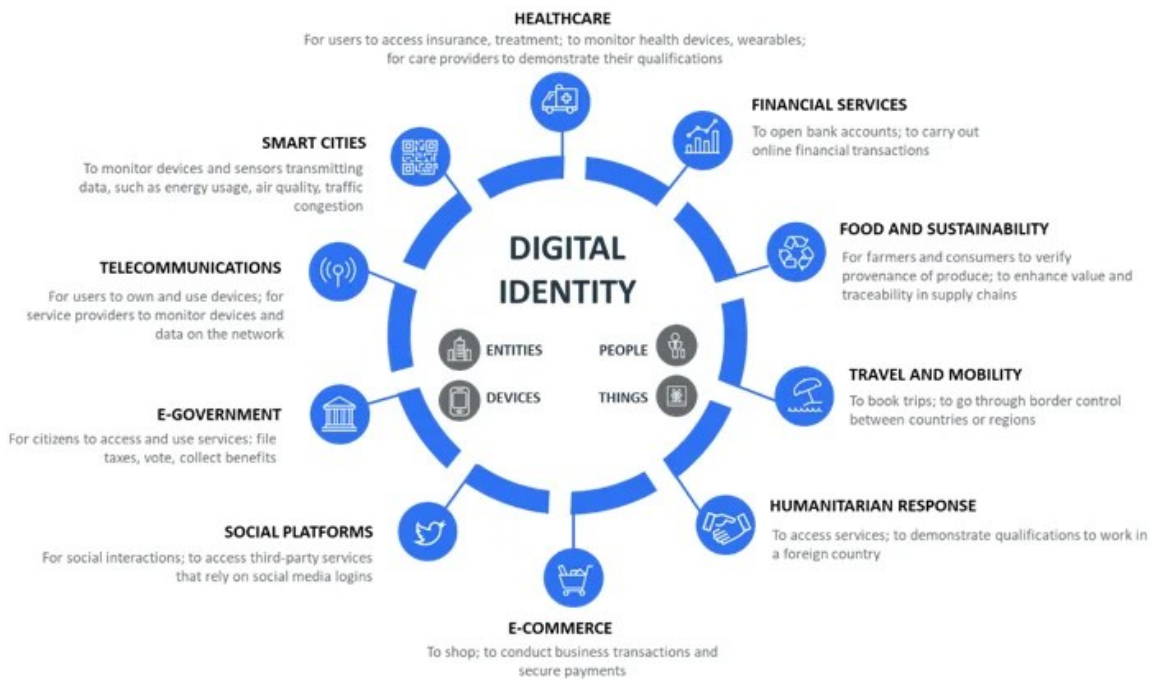 HEALTHCARE
For users to access insurance, treatment; to monitor health devices, wearables;
for care providers to demonstrate their qualifications
FINANCIAL SERVICES
To open bank accounts; to carry out
online financial transactions
FOOD AND SUSTAINABILITY
For farmers and consumers to verify
provenance of produce; to enhance value and
traceability in supply chains
TRAVEL AND MOBILITY
To book trips; to go through border control
between countries or regions
HUMANITARIAN RESPONSE
To access services; to demonstrate qualifications to work in
a foreign country
E-COMMERCE
To shop; to conduct business transactions and
secure payments
SOCIAL PLATFORMS
For social interactions; to access third-party services
that rely on social media logins
E-GOVERNMENT
For citizens to access and use services: file
taxes, vote, collect benefits
TELECOMMUNICATIONS
For users to own and use devices; for
service providers to monitor devices and
data on the network
SMART CITIES
To monitor devices and sensors transmitting
data, such as energy usage, air quality, traffic
congestion
DIGITAL
IDENTITY
ENTITIES
PEOPLE
DEVICES
THINGS